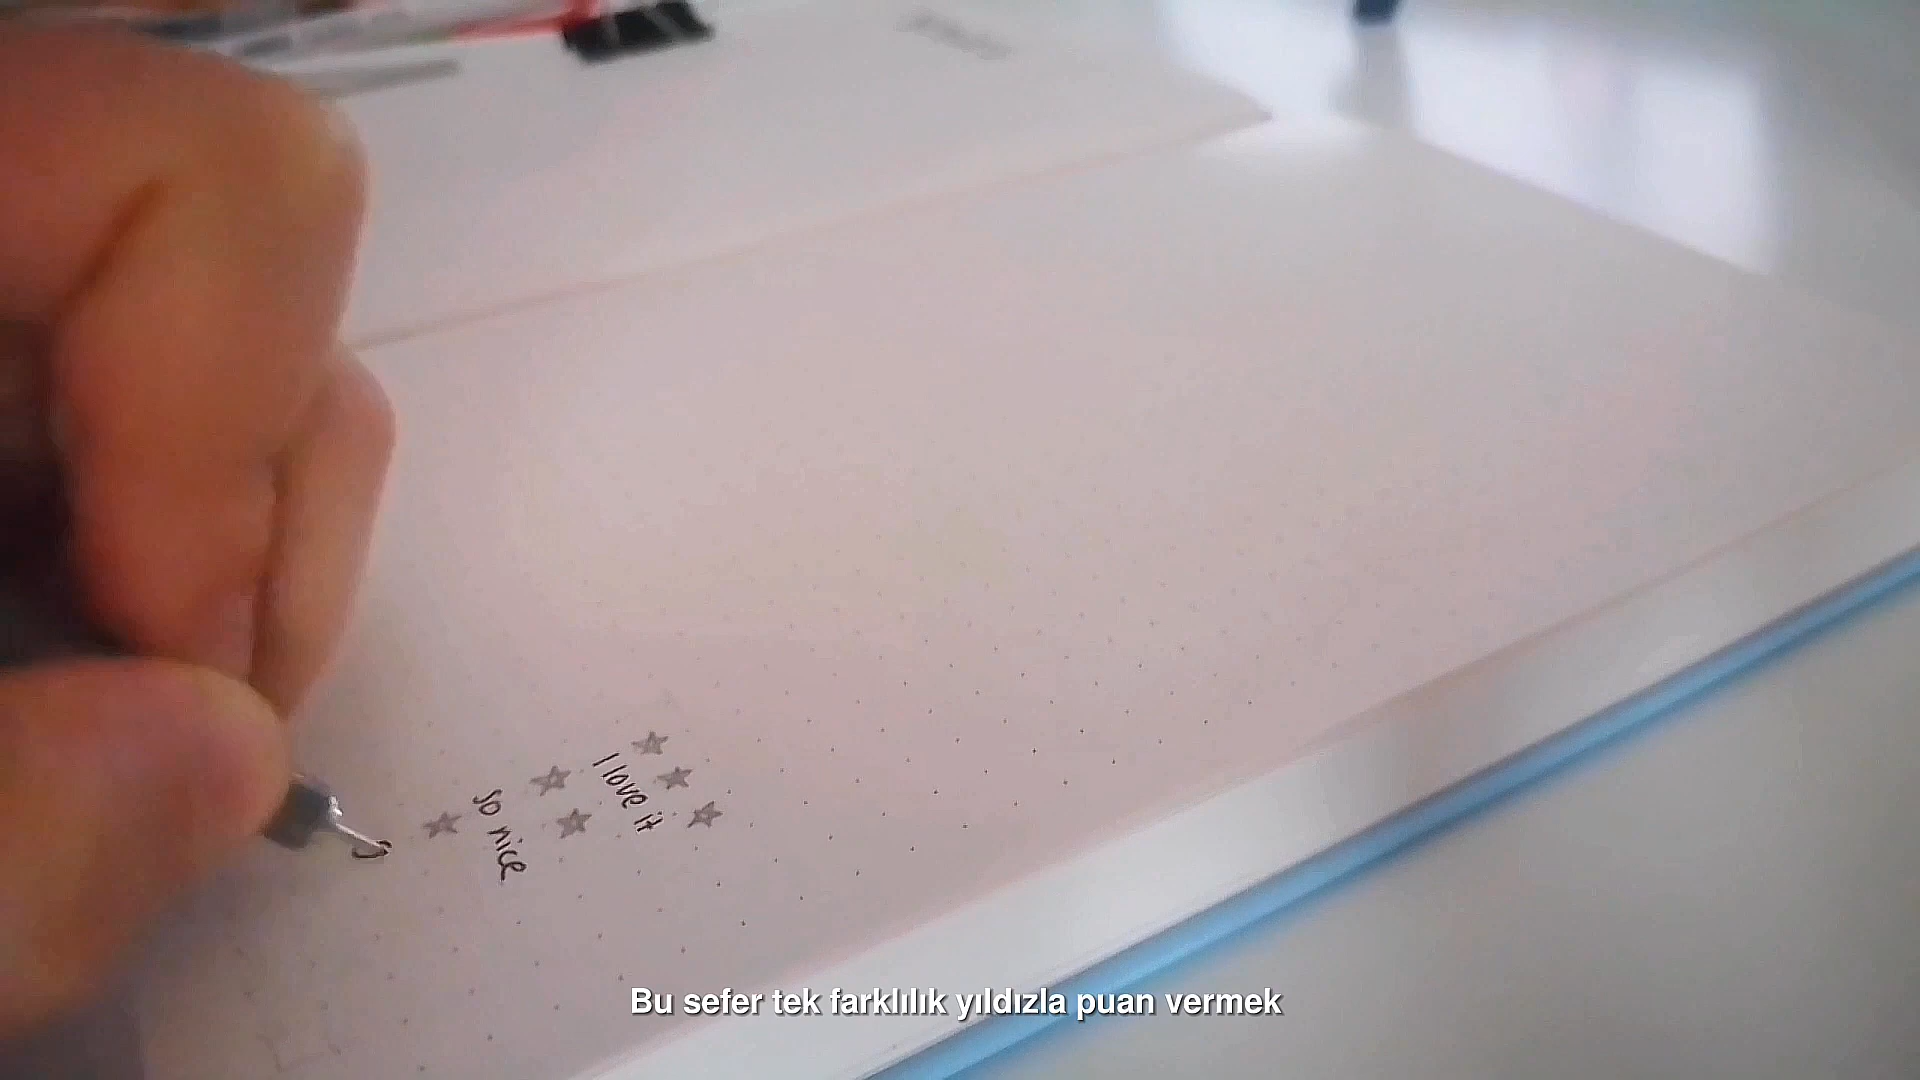 I love it
so nice
Bu sefer tek farklılık yıldızla puan vermek